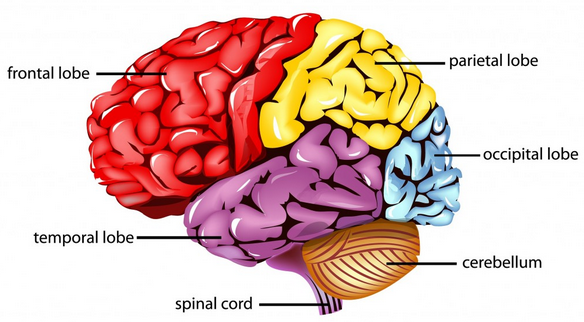 frontal lobe
parietal lobe
occipital lobe
temporal lobe
cerebellum
spinal cord